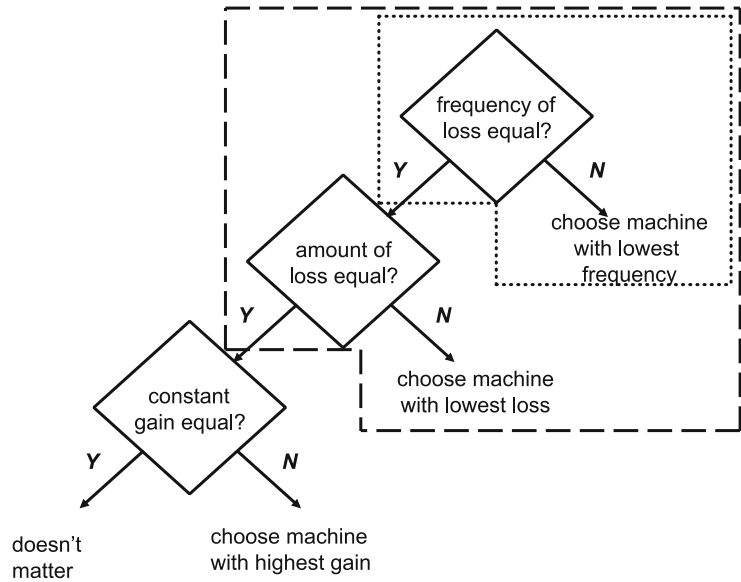 frequency of
loss equal?
Y
N
choose machine
with lowest
frequency
amount of
loss equal?
Y
N
choose machine
with lowest loss
constant
gain equal?
Y
N
doesn't
matter
choose machine
with highest gain